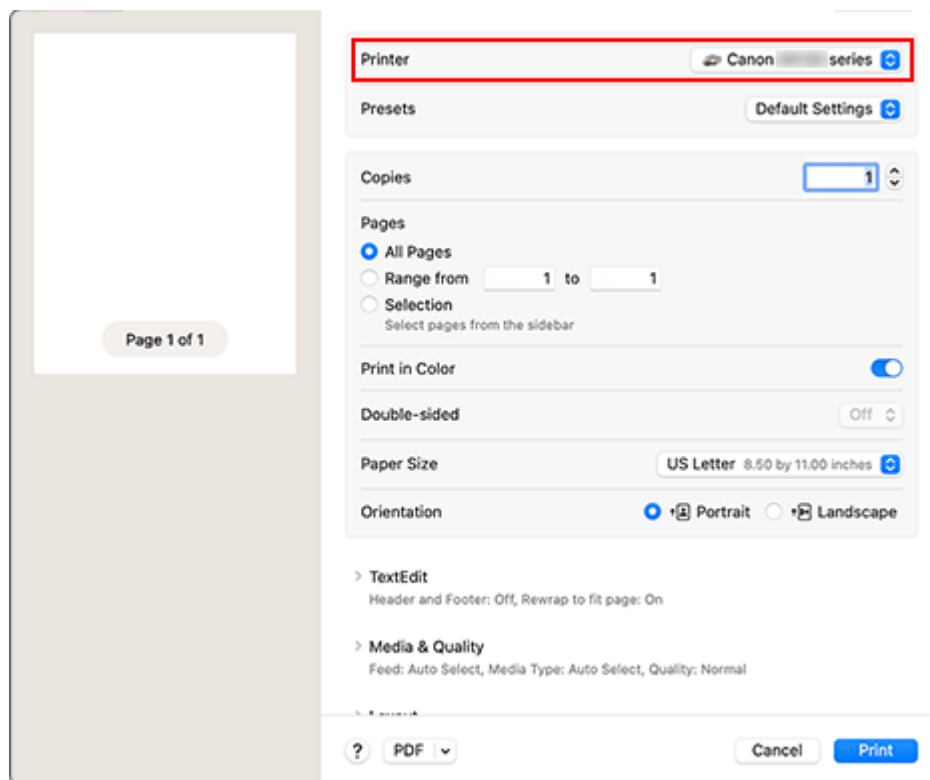 Printer
Canon series
Presets
Default Settings
Copies
1
Pages
All Pages
Range from 1 to 1
Selection
Select pages from the sidebar
Page 1 of 1
Print in Color
Double-sided
Off
Paper Size
US Letter 8.50 by 11.00 inches
Orientation
Portrait
Landscape
TextEdit
Header and Footer: Off, Rewrap to fit page: On
Media & Quality
Feed: Auto Select, Media Type: Auto Select, Quality: Normal
?
PDF
Cancel
Print